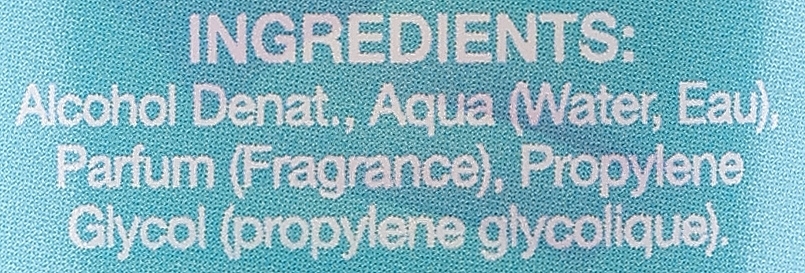 INGREDIENTS:
Alcohol Denat., Aqua (Water, Eau),
Parfum (Fragrance), Propylene
Glycol (propylene glycolique).